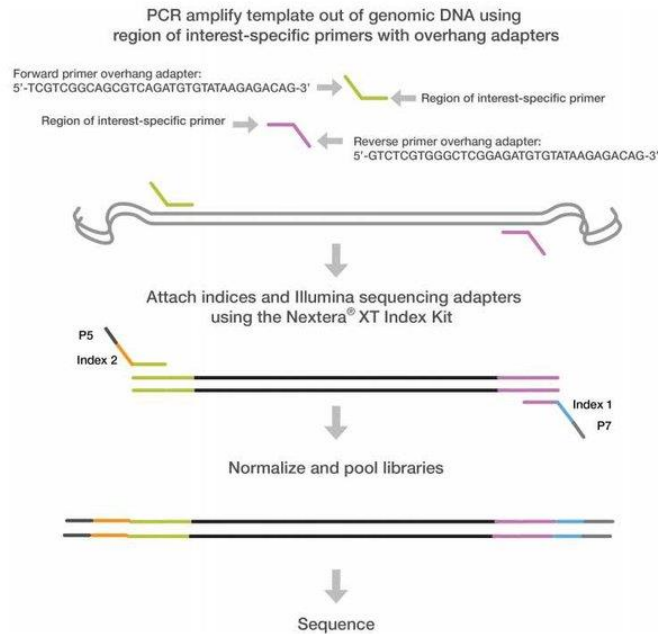 PCR amplify template out of genomic DNA using
region of interest-specific primers with overhang adapters
Forward primer overhang adapter:
5'-TCGTCGGCAGCGTCAGATGTGTATAAGAGACAG-3'
Region of interest-specific primer
Region of interest-specific primer
Reverse primer overhang adapter:
5'-GTCTCGTGGGCTCGGAGATGTGTATAAGAGACAG-3'
Attach indices and Illumina sequencing adapters
using the Nextera® XT Index Kit
P5
Index 2
Index 1
P7
Normalize and pool libraries
Sequence